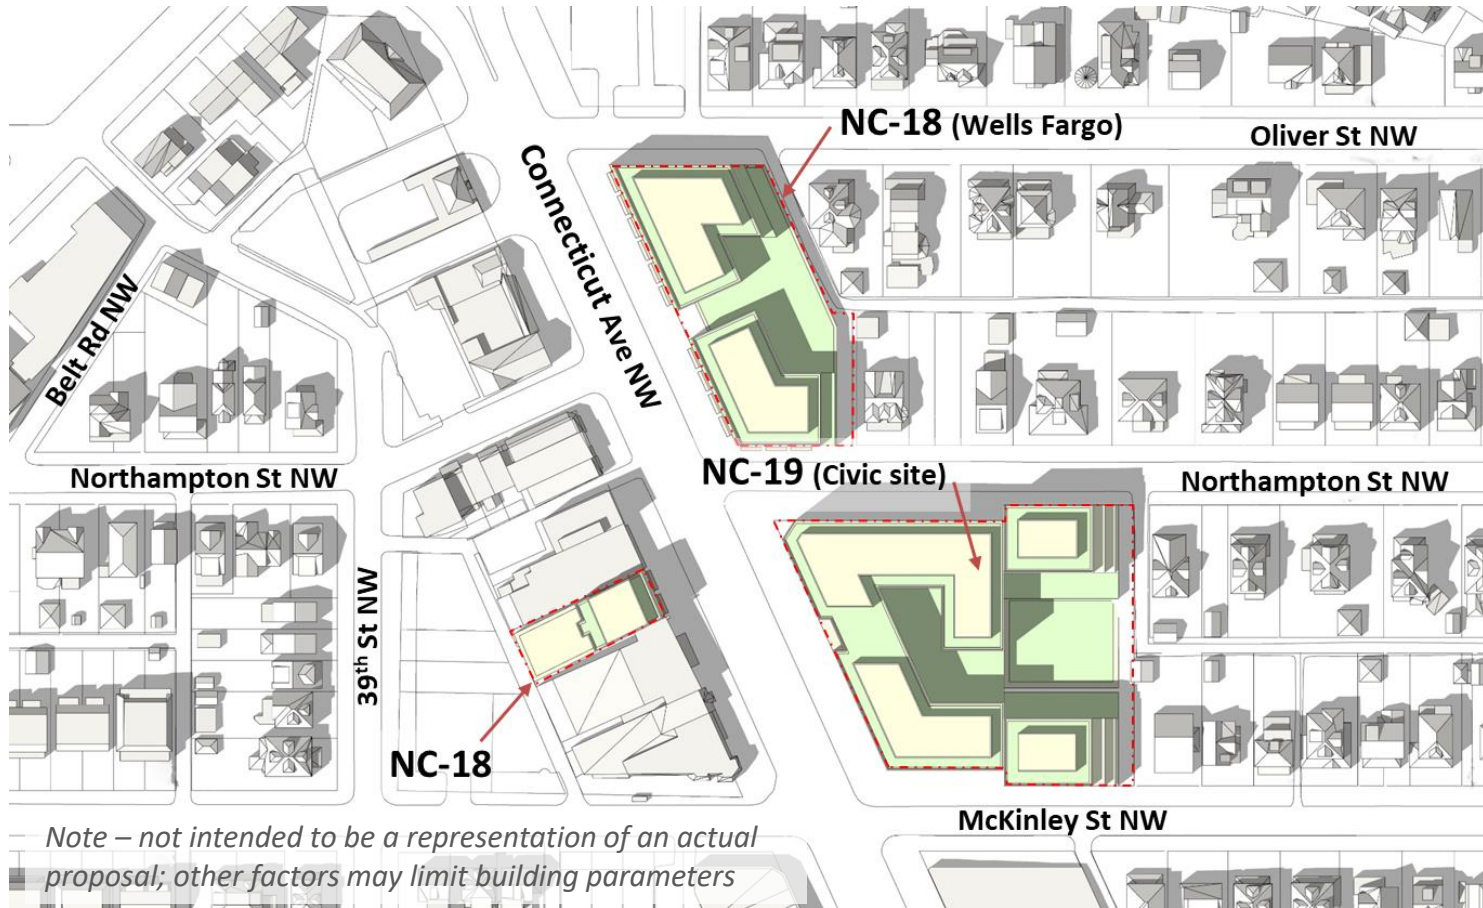 NC-18 (Wells Fargo)
Oliver St NW
Connecticut Ave NW
Belt Rd NW
Northampton St NW
NC-19 (Civic site)
Northampton St NW
39th St NW
NC-18
McKinley St NW
Note – not intended to be a representation of an actual
proposal; other factors may limit building parameters